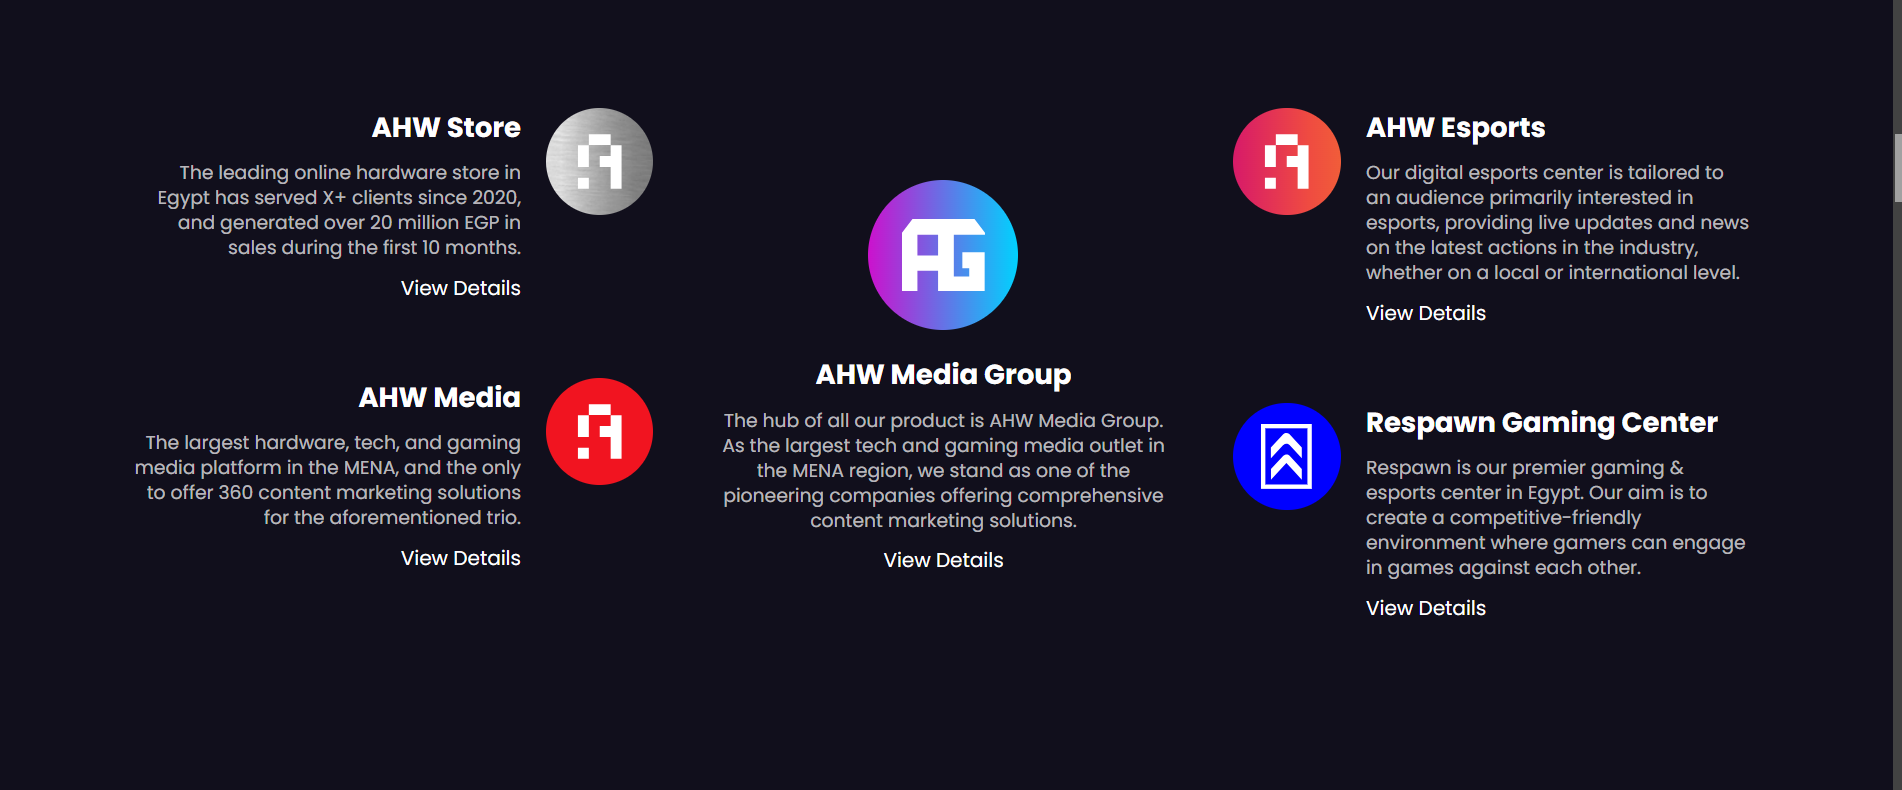 AHW Store
The leading online hardware store in
Egypt has served X+ clients since 2020,
and generated over 20 million EGP in
sales during the first 10 months.
View Details
AHW Media
The largest hardware, tech, and gaming
media platform in the MENA, and the only
to offer 360 content marketing solutions
for the aforementioned trio.
View Details
AG
AHW Media Group
The hub of all our product is AHW Media Group.
As the largest tech and gaming media outlet in
the MENA region, we stand as one of the
pioneering companies offering comprehensive
content marketing solutions.
View Details
AHW Esports
Our digital esports center is tailored to
an audience primarily interested in
esports, providing live updates and news
on the latest actions in the industry,
whether on a local or international level.
View Details
Respawn Gaming Center
Respawn is our premier gaming &
esports center in Egypt. Our aim is to
create a competitive-friendly
environment where gamers can engage
in games against each other.
View Details